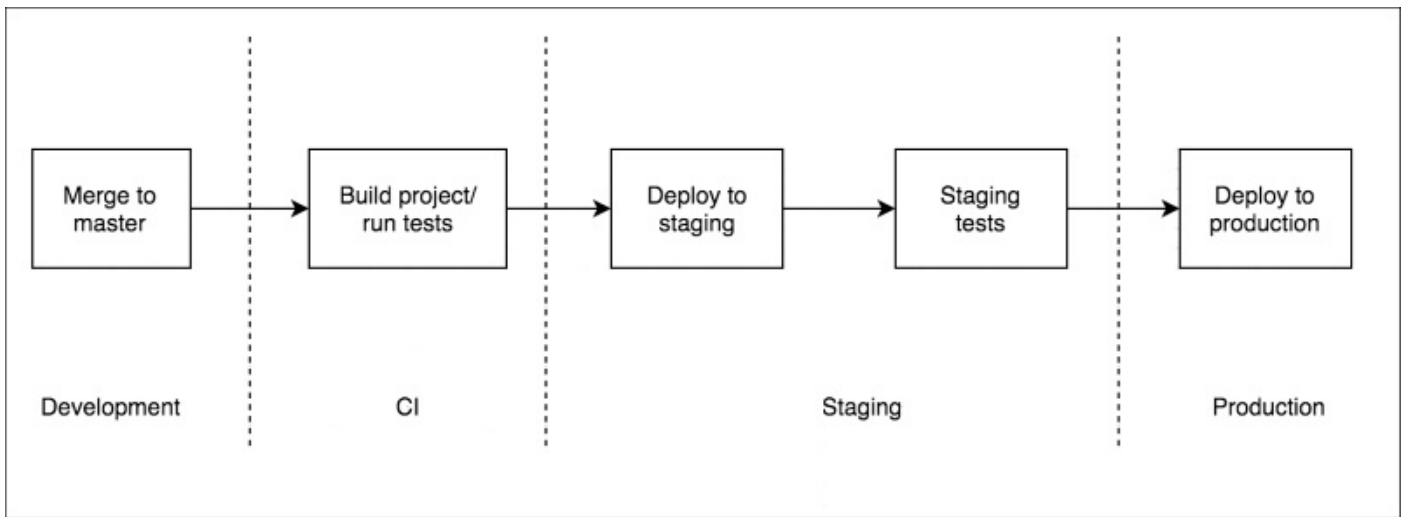 Merge to
master
Build project/
run tests
Deploy to
staging
Staging
tests
Deploy to
production
Development
CI
Staging
Production